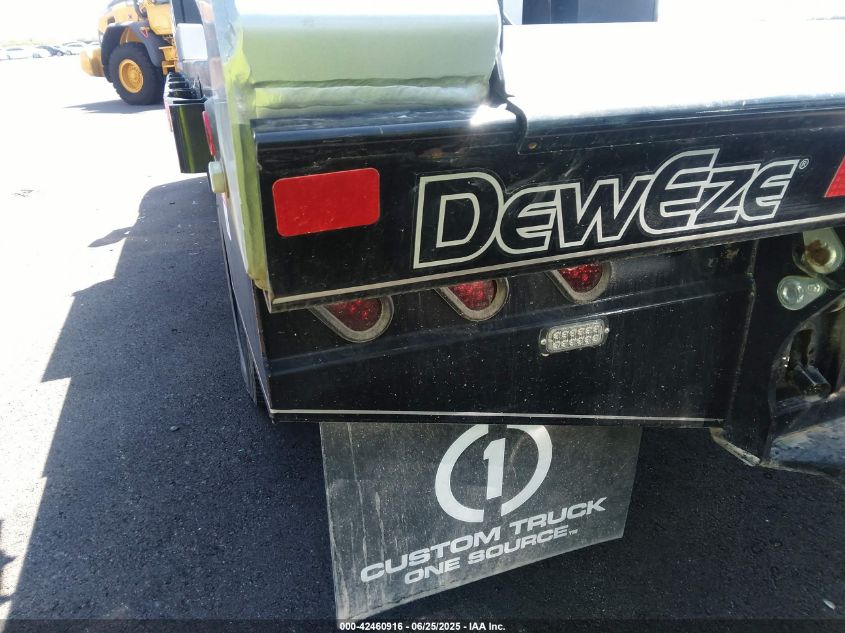 DewEze®
1
CUSTOM TRUCK
ONE SOURCE™
000-42460916 - 06/25/2025 - IAA Inc.